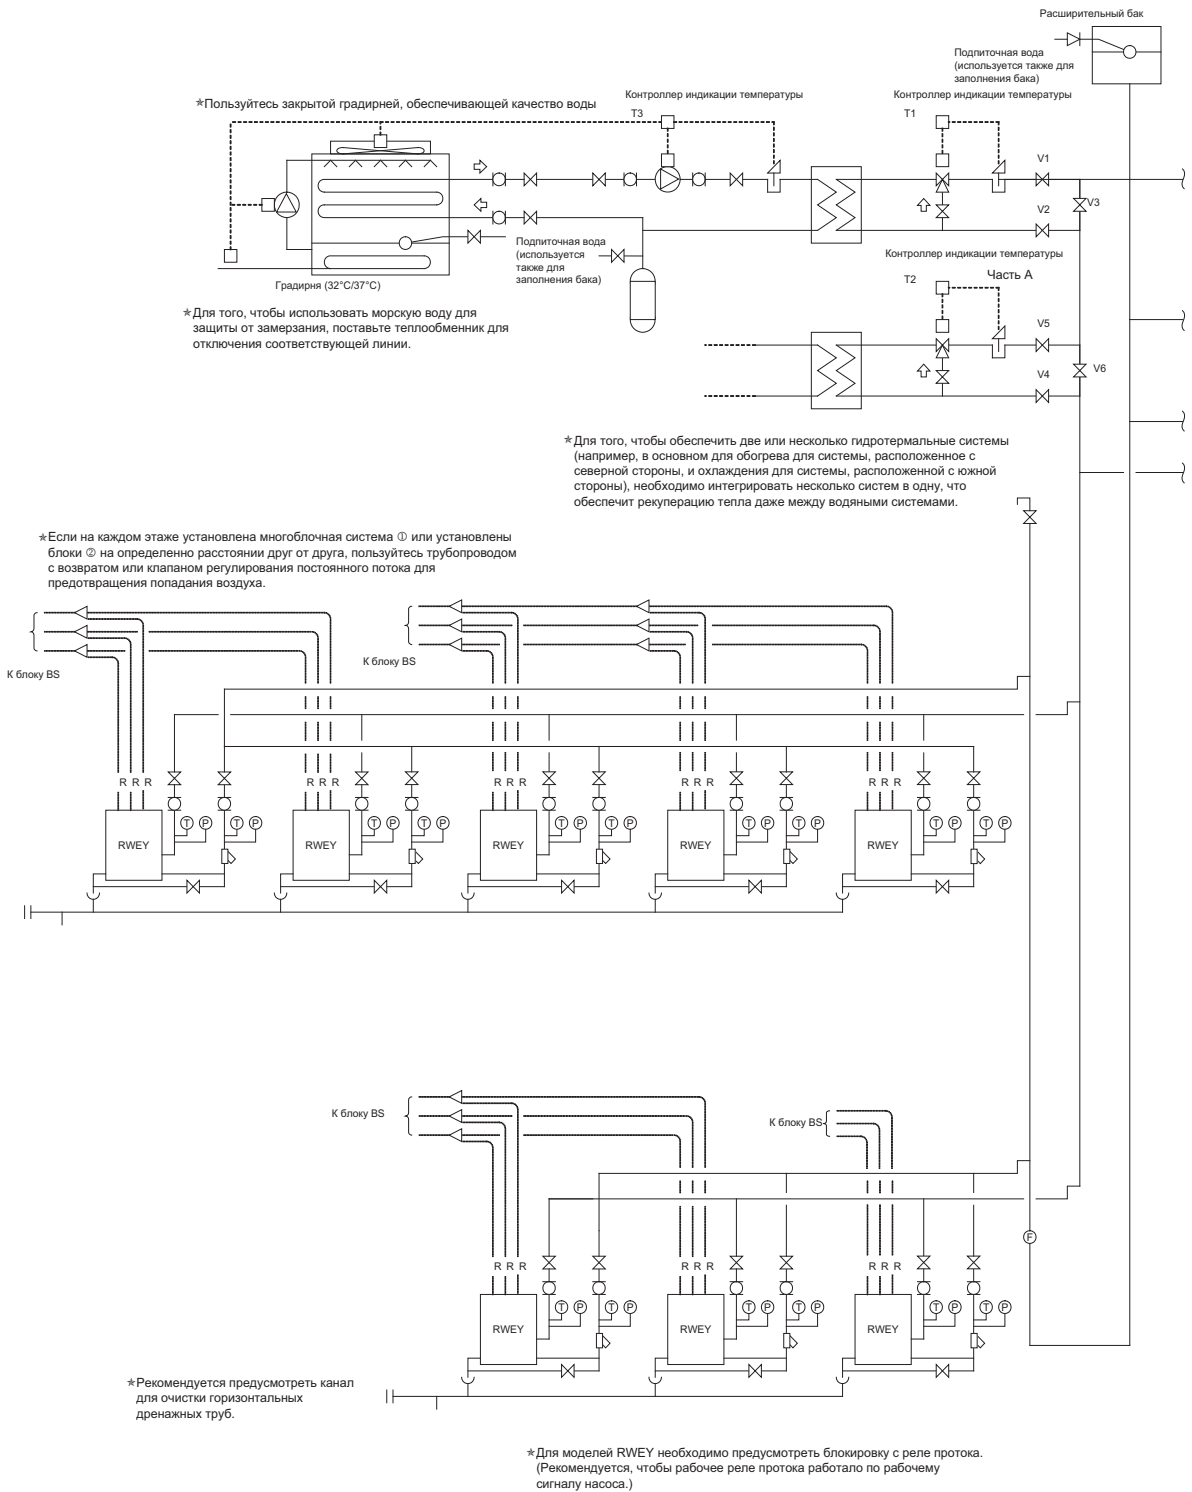 Расширительный бак
Подпиточная вода
(используется также для
заполнения бака)
✭Пользуйтесь закрытой градирней, обеспечивающей качество воды
Контроллер индикации температуры
T3
Контроллер индикации температуры
T1
V1
V2
V3
Подпиточная вода
(используется
также для
заполнения бака)
Градирня (32°C/37°C)
Контроллер индикации температуры
T2
Часть A
V5
V4
V6
✭Для того, чтобы использовать морскую воду для
защиты от замерзания, поставьте теплообменник для
отключения соответствующей линии.
✭Для того, чтобы обеспечить две или несколько гидротермальные системы
(например, в основном для обогрева для системы, расположенное с
северной стороны, и охлаждения для системы, расположенной с южной
стороны), необходимо интегрировать несколько систем в одну, что
обеспечит рекуперацию тепла даже между водяными системами.
✭Если на каждом этаже установлена многоблочная система ① или установлены
блоки ② на определенно расстоянии друг от друга, пользуйтесь трубопроводом
с возвратом или клапаном регулирования постоянного потока для
предотвращения попадания воздуха.
К блоку BS
К блоку BS
R R R R R R R R R R R R R R R
T P T P T P T P T P T P T P T P T P T P
RWEY RWEY RWEY RWEY RWEY
К блоку BS
К блоку BS
F
R R R R R R R R R
T P T P T P T P T P T P
RWEY RWEY RWEY
✭Рекомендуется предусмотреть канал
для очистки горизонтальных
дренажных труб.
✭Для моделей RWEY необходимо предусмотреть блокировку с реле протока.
(Рекомендуется, чтобы рабочее реле протока работало по рабочему
сигналу насоса.)